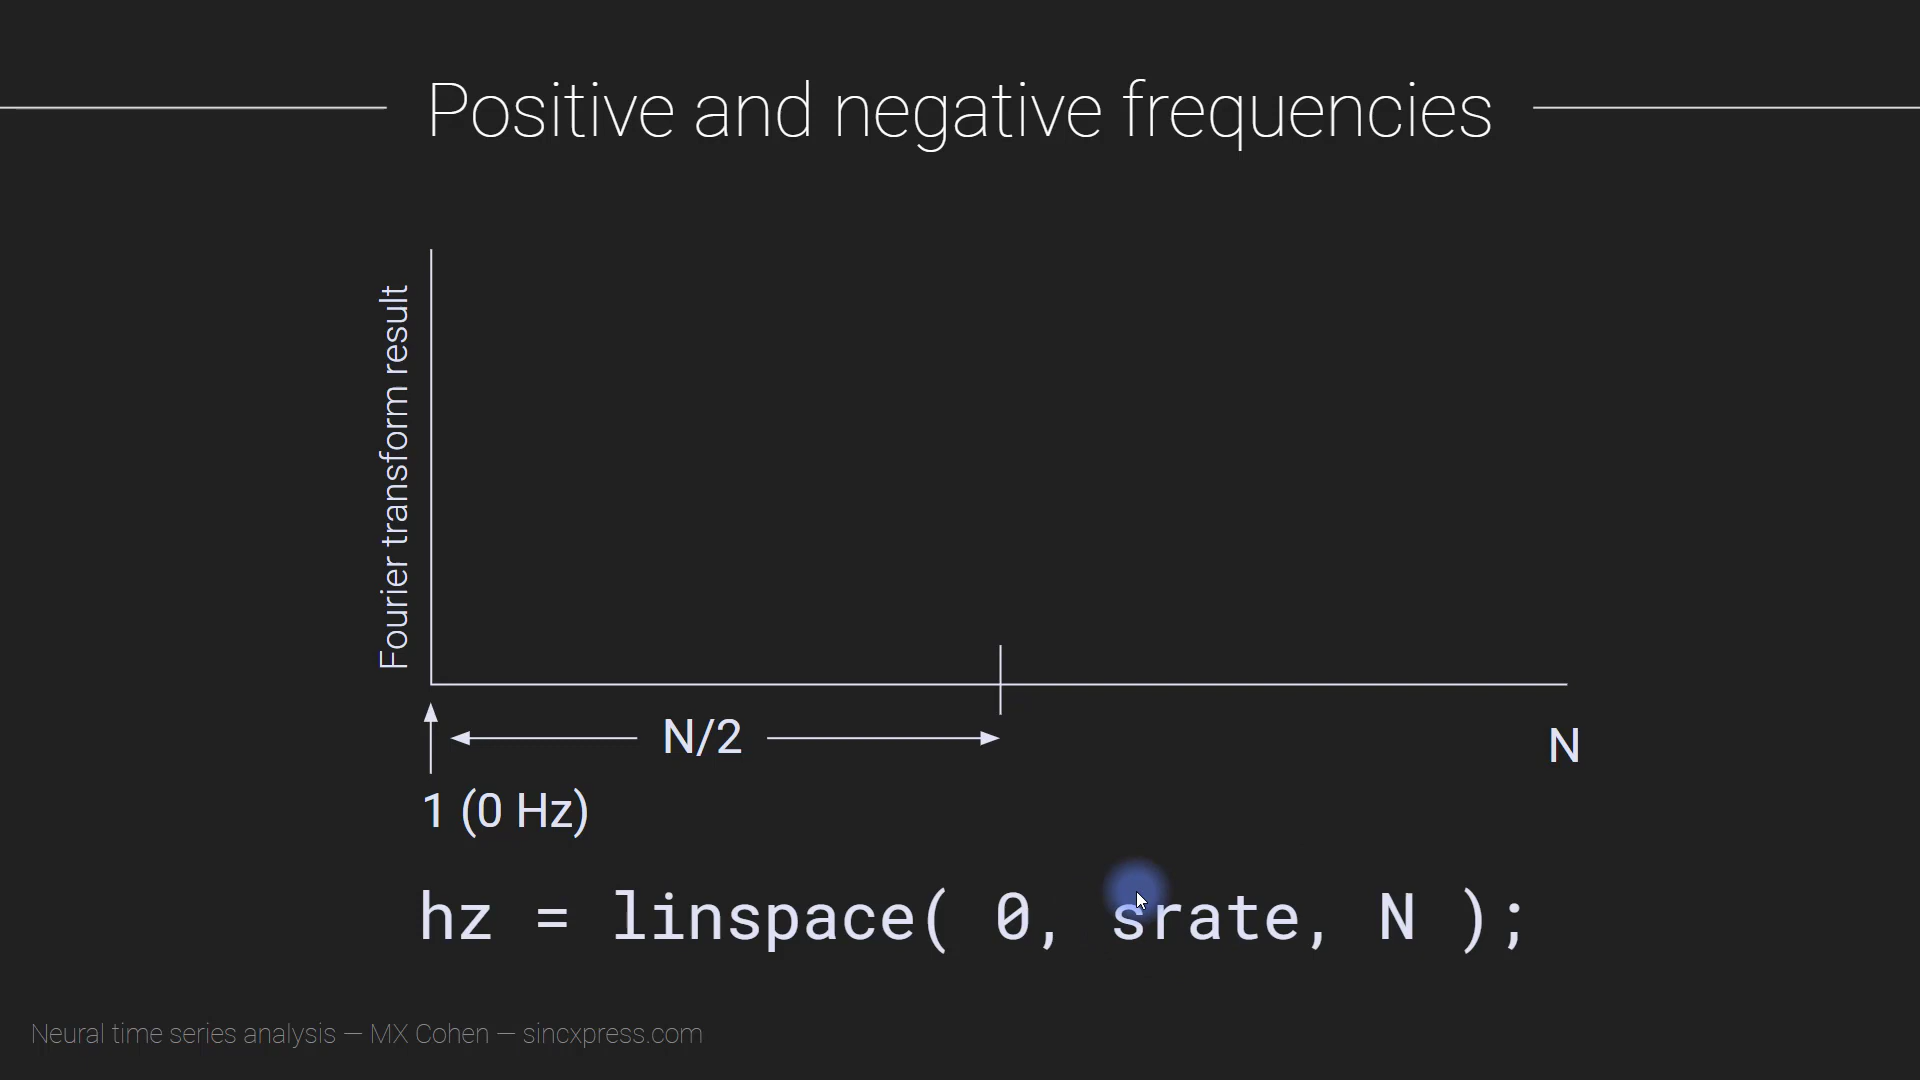 Positive and negative frequencies
Fourier transform result
N/2
N
1 (0 Hz)
hz = linspace( 0, srate, N );
Neural time series analysis — MX Cohen — sincxpress.com